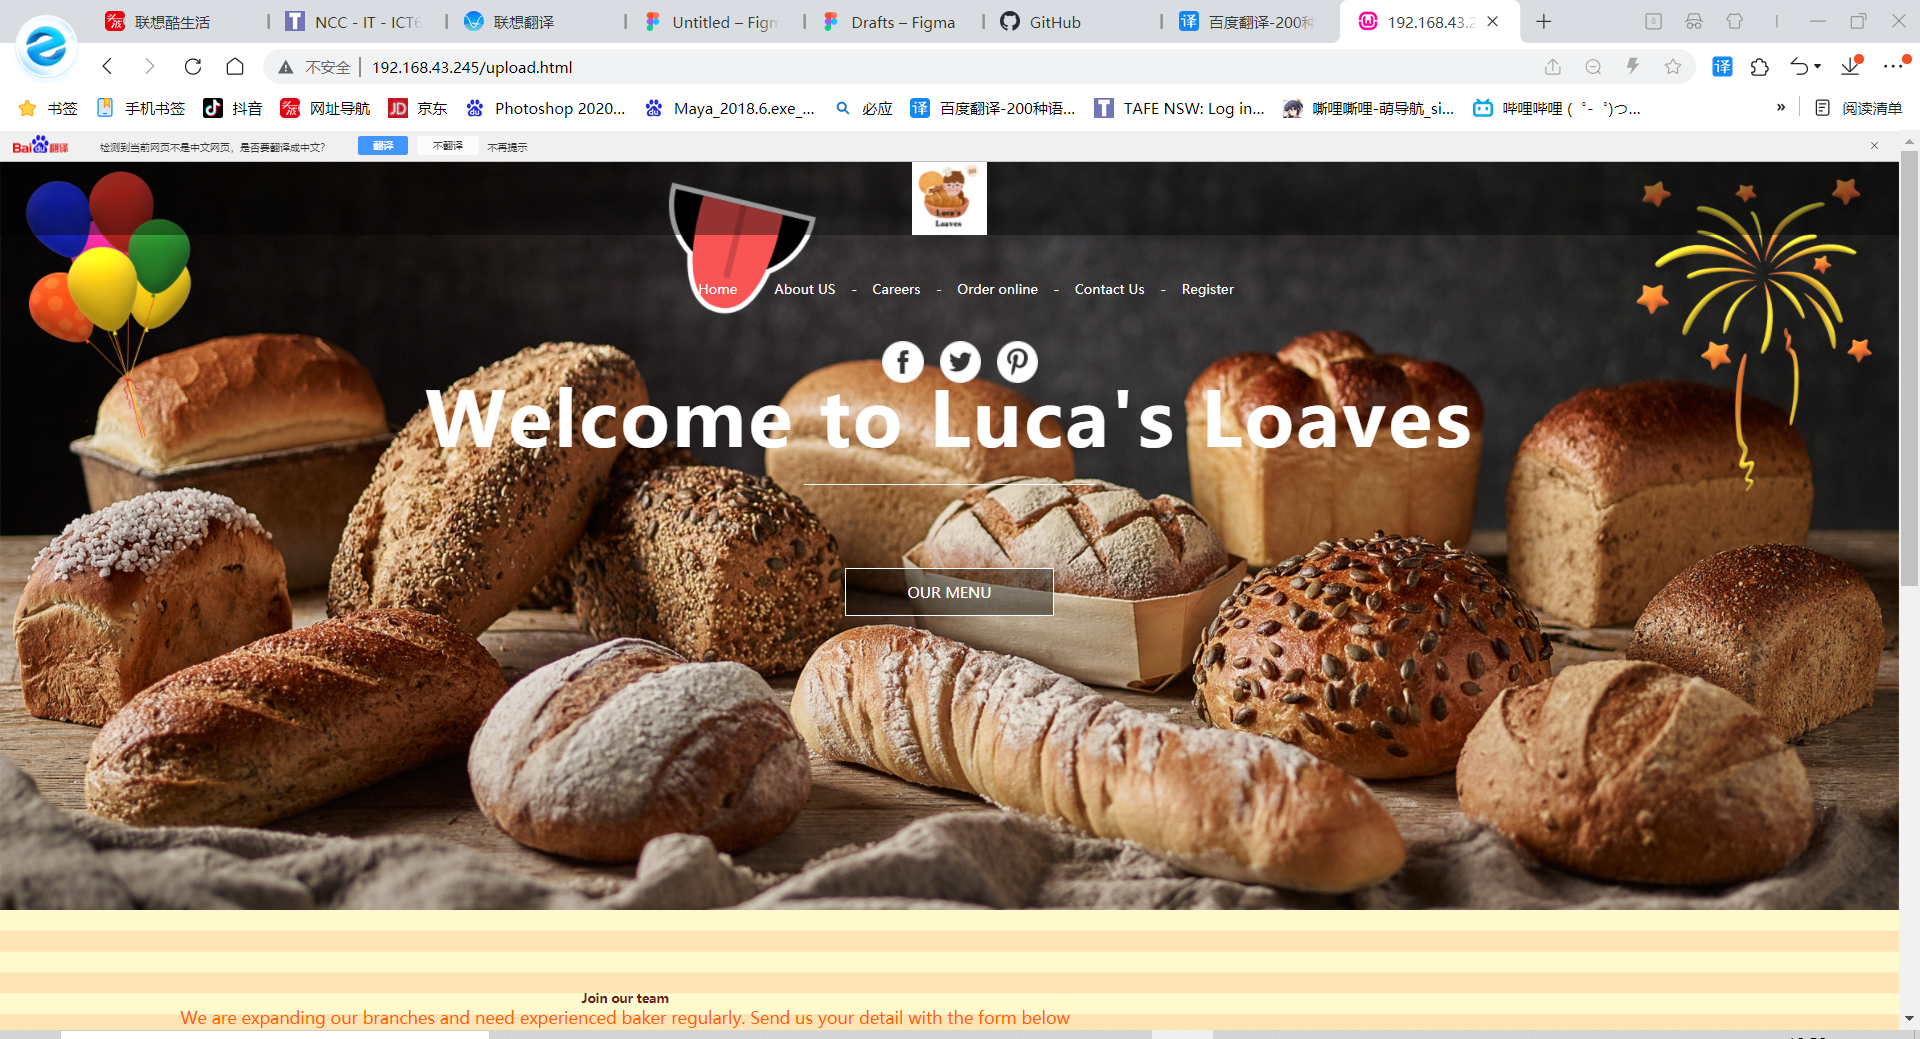 联想酷生活
NCC - IT - ICT6
联想翻译
Untitled – Figm
Drafts – Figma
GitHub
百度翻译-200种
192.168.43.2
不安全 192.168.43.245/upload.html
译
书签
手机书签
抖音
网址导航
JD 京东
Photoshop 2020...
Maya_2018.6.exe_...
必应
译 百度翻译-200种语...
TAFE NSW: Log in...
嘶哩嘶哩-萌导航_si...
哔哩哔哩 ( ゜- ゜)つ...
»
阅读清单
Bai du 翻译
检测到当前网页不是中文网页，是否要翻译成中文?
翻译
不翻译
不再提示
Luca's
Loaves
Home
About US - Careers - Order online - Contact Us - Register
Welcome to Luca's Loaves
OUR MENU
Join our team
We are expanding our branches and need experienced baker regularly. Send us your detail with the form below